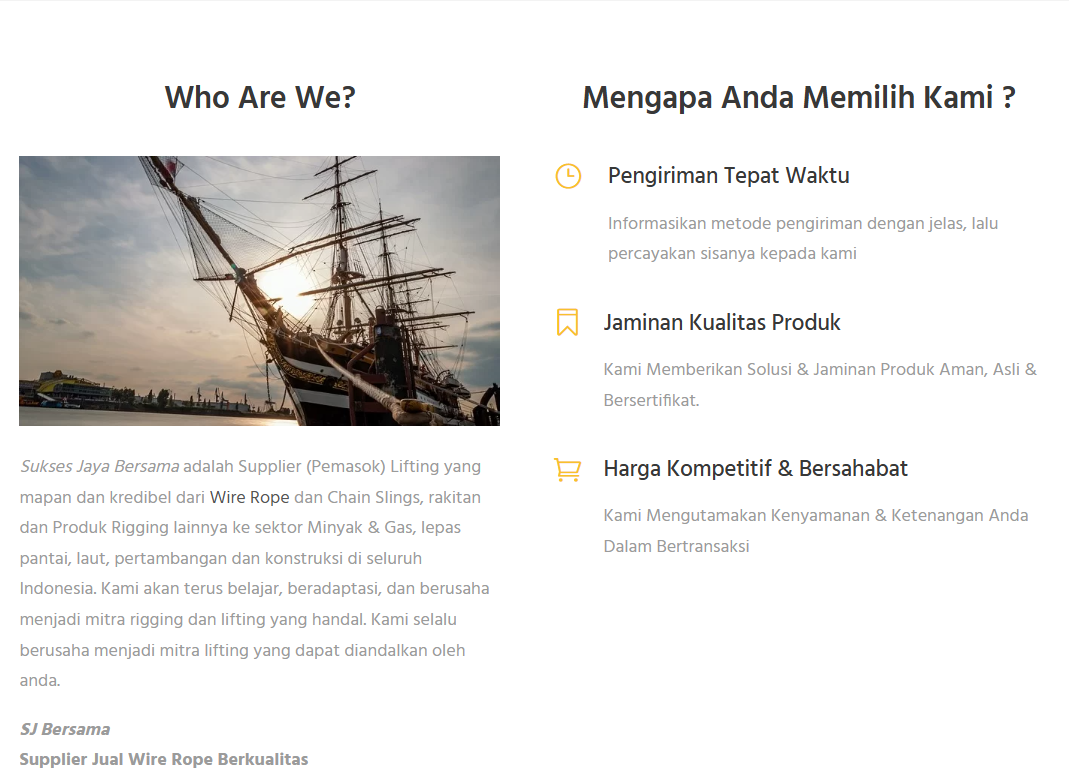 Who Are We?
Sukses Jaya Bersama adalah Supplier (Pemasok) Lifting yang
mapan dan kredibel dari Wire Rope dan Chain Slings, rakitan
dan Produk Rigging lainnya ke sektor Minyak & Gas, lepas
pantai, laut, pertambangan dan konstruksi di seluruh
Indonesia. Kami akan terus belajar, beradaptasi, dan berusaha
menjadi mitra rigging dan lifting yang handal. Kami selalu
berusaha menjadi mitra lifting yang dapat diandalkan oleh
anda.
SJ Bersama
Supplier Jual Wire Rope Berkualitas
Mengapa Anda Memilih Kami ?
Pengiriman Tepat Waktu
Informasikan metode pengiriman dengan jelas, lalu
percayakan sisanya kepada kami
Jaminan Kualitas Produk
Kami Memberikan Solusi & Jaminan Produk Aman, Asli &
Bersertifikat.
Harga Kompetitif & Bersahabat
Kami Mengutamakan Kenyamanan & Ketenangan Anda
Dalam Bertransaksi